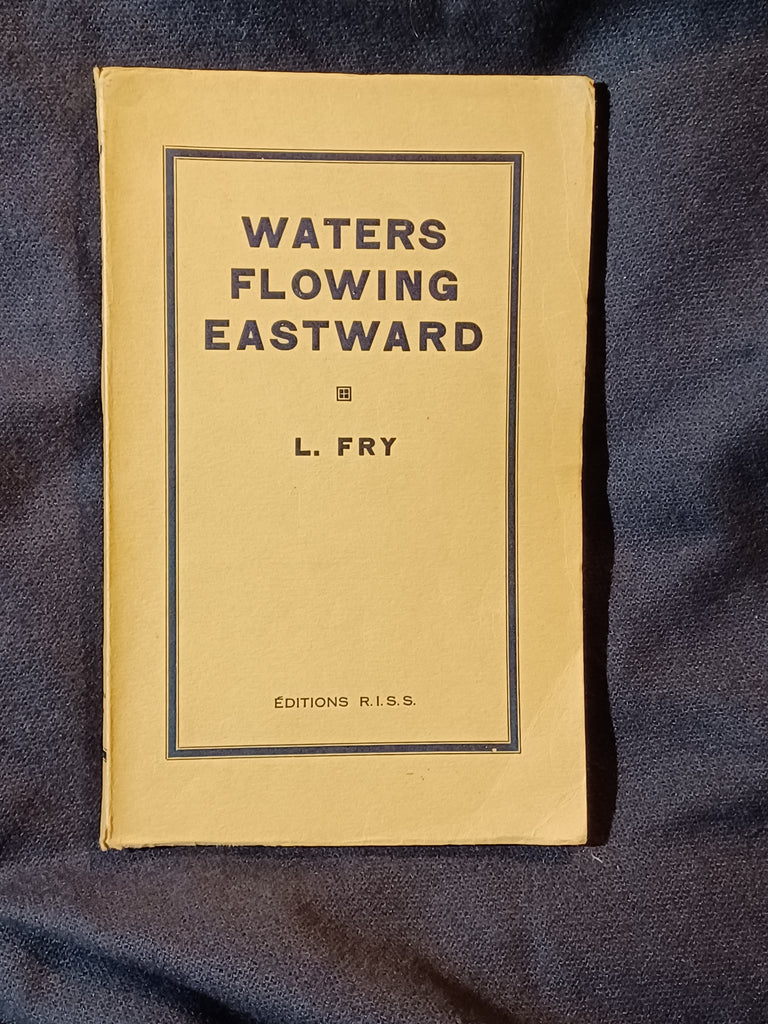 WATERS
FLOWING
EASTWARD
L. FRY
ÉDITIONS R.I.S.S.